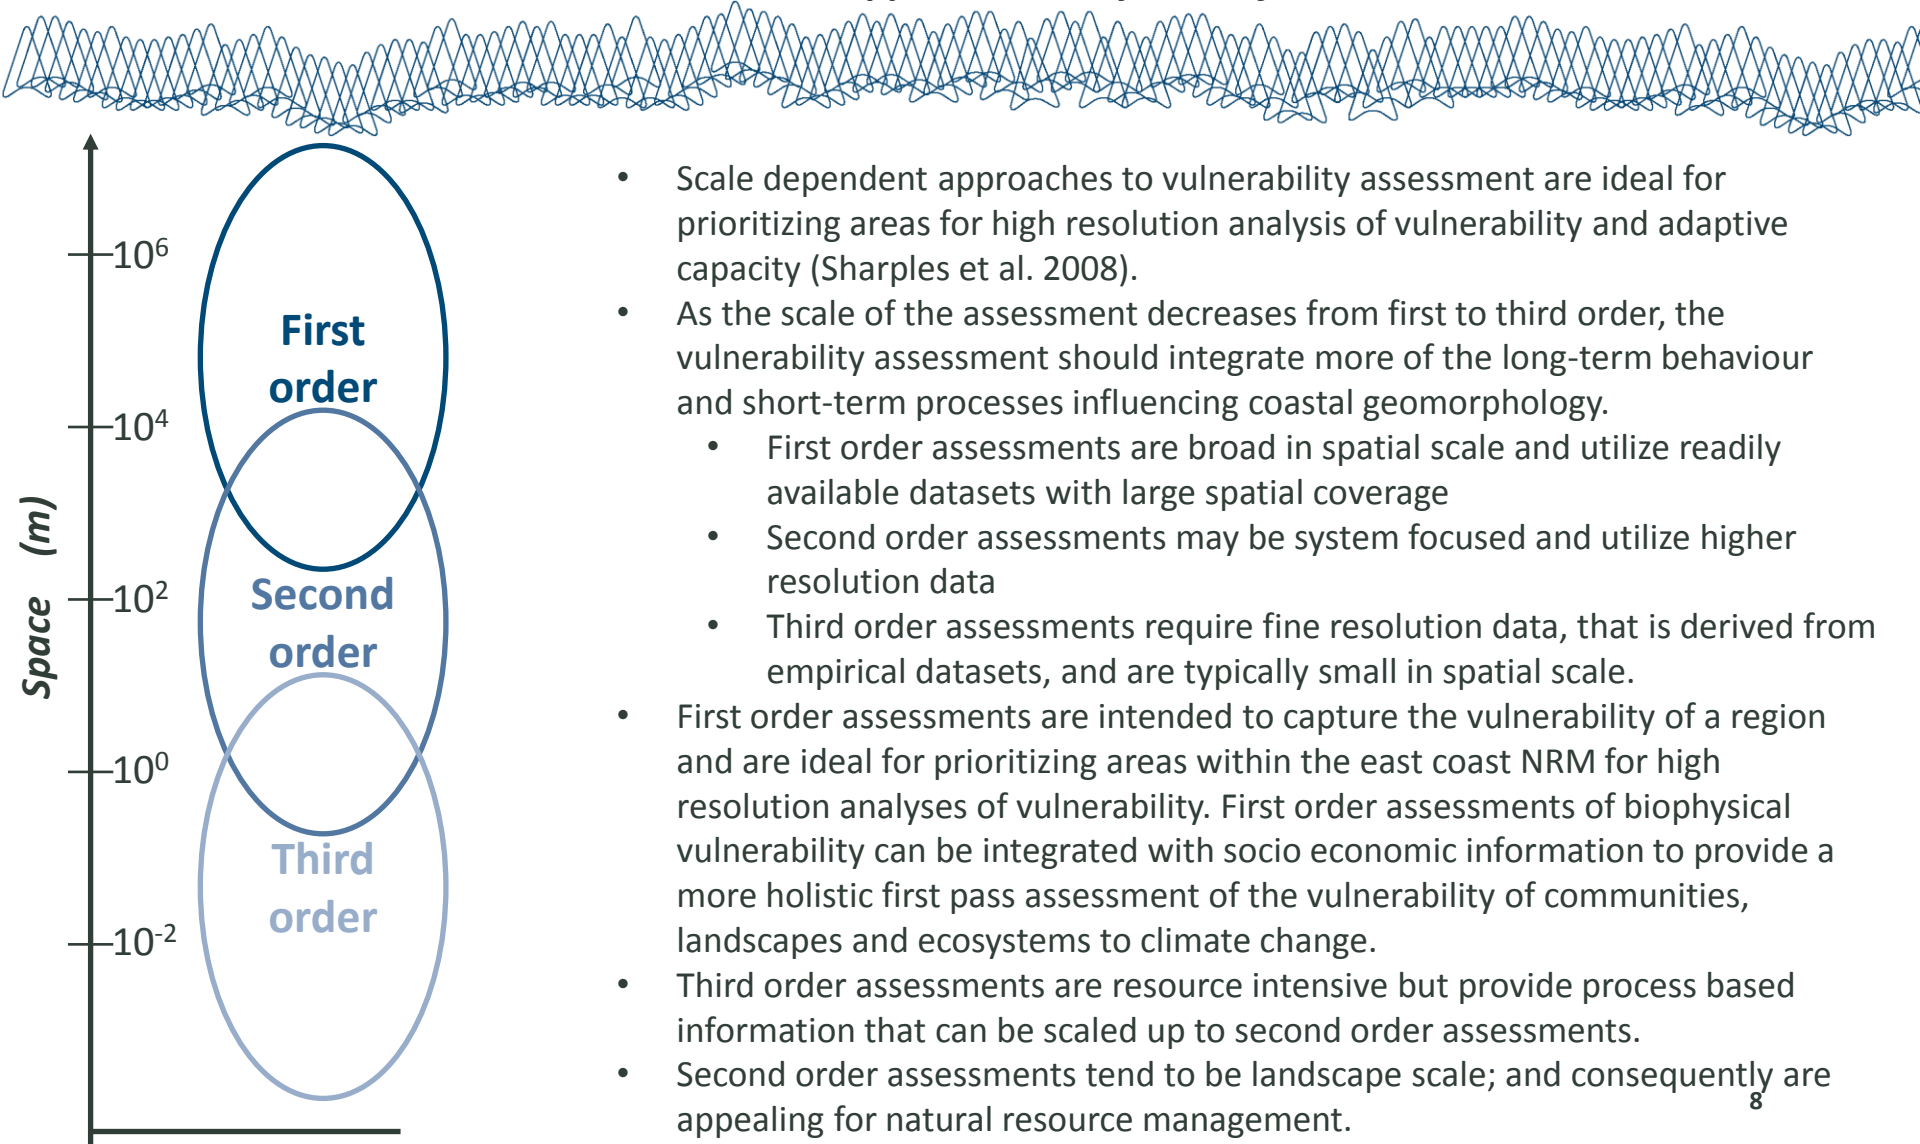 10⁶
First
order
10⁴
Space (m)
10²
Second
order
10⁰
Third
order
10⁻²
• Scale dependent approaches to vulnerability assessment are ideal for
prioritizing areas for high resolution analysis of vulnerability and adaptive
capacity (Sharples et al. 2008).
• As the scale of the assessment decreases from first to third order, the
vulnerability assessment should integrate more of the long-term behaviour
and short-term processes influencing coastal geomorphology.
• First order assessments are broad in spatial scale and utilize readily
available datasets with large spatial coverage
• Second order assessments may be system focused and utilize higher
resolution data
• Third order assessments require fine resolution data, that is derived from
empirical datasets, and are typically small in spatial scale.
• First order assessments are intended to capture the vulnerability of a region
and are ideal for prioritizing areas within the east coast NRM for high
resolution analyses of vulnerability. First order assessments of biophysical
vulnerability can be integrated with socio economic information to provide a
more holistic first pass assessment of the vulnerability of communities,
landscapes and ecosystems to climate change.
• Third order assessments are resource intensive but provide process based
information that can be scaled up to second order assessments.
• Second order assessments tend to be landscape scale; and consequently are
appealing for natural resource management.
8